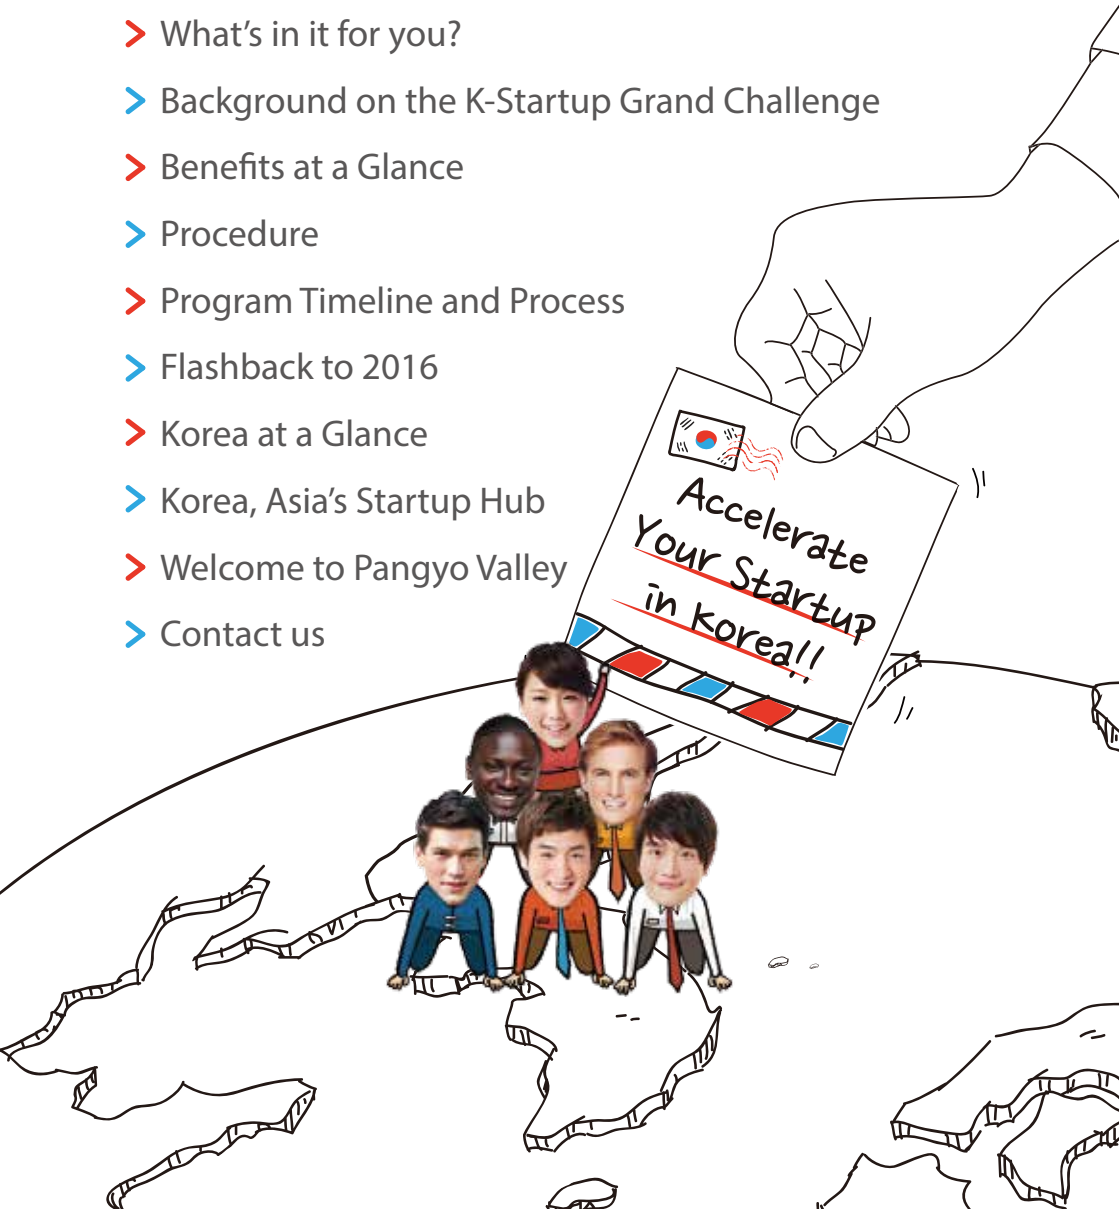 What’s in it for you?
Background on the K-Startup Grand Challenge
Benefits at a Glance
Procedure
Program Timeline and Process
Flashback to 2016
Korea at a Glance
Korea, Asia’s Startup Hub
Welcome to Pangyo Valley
Contact us
Accelerate
Your Startup
in Korea!!